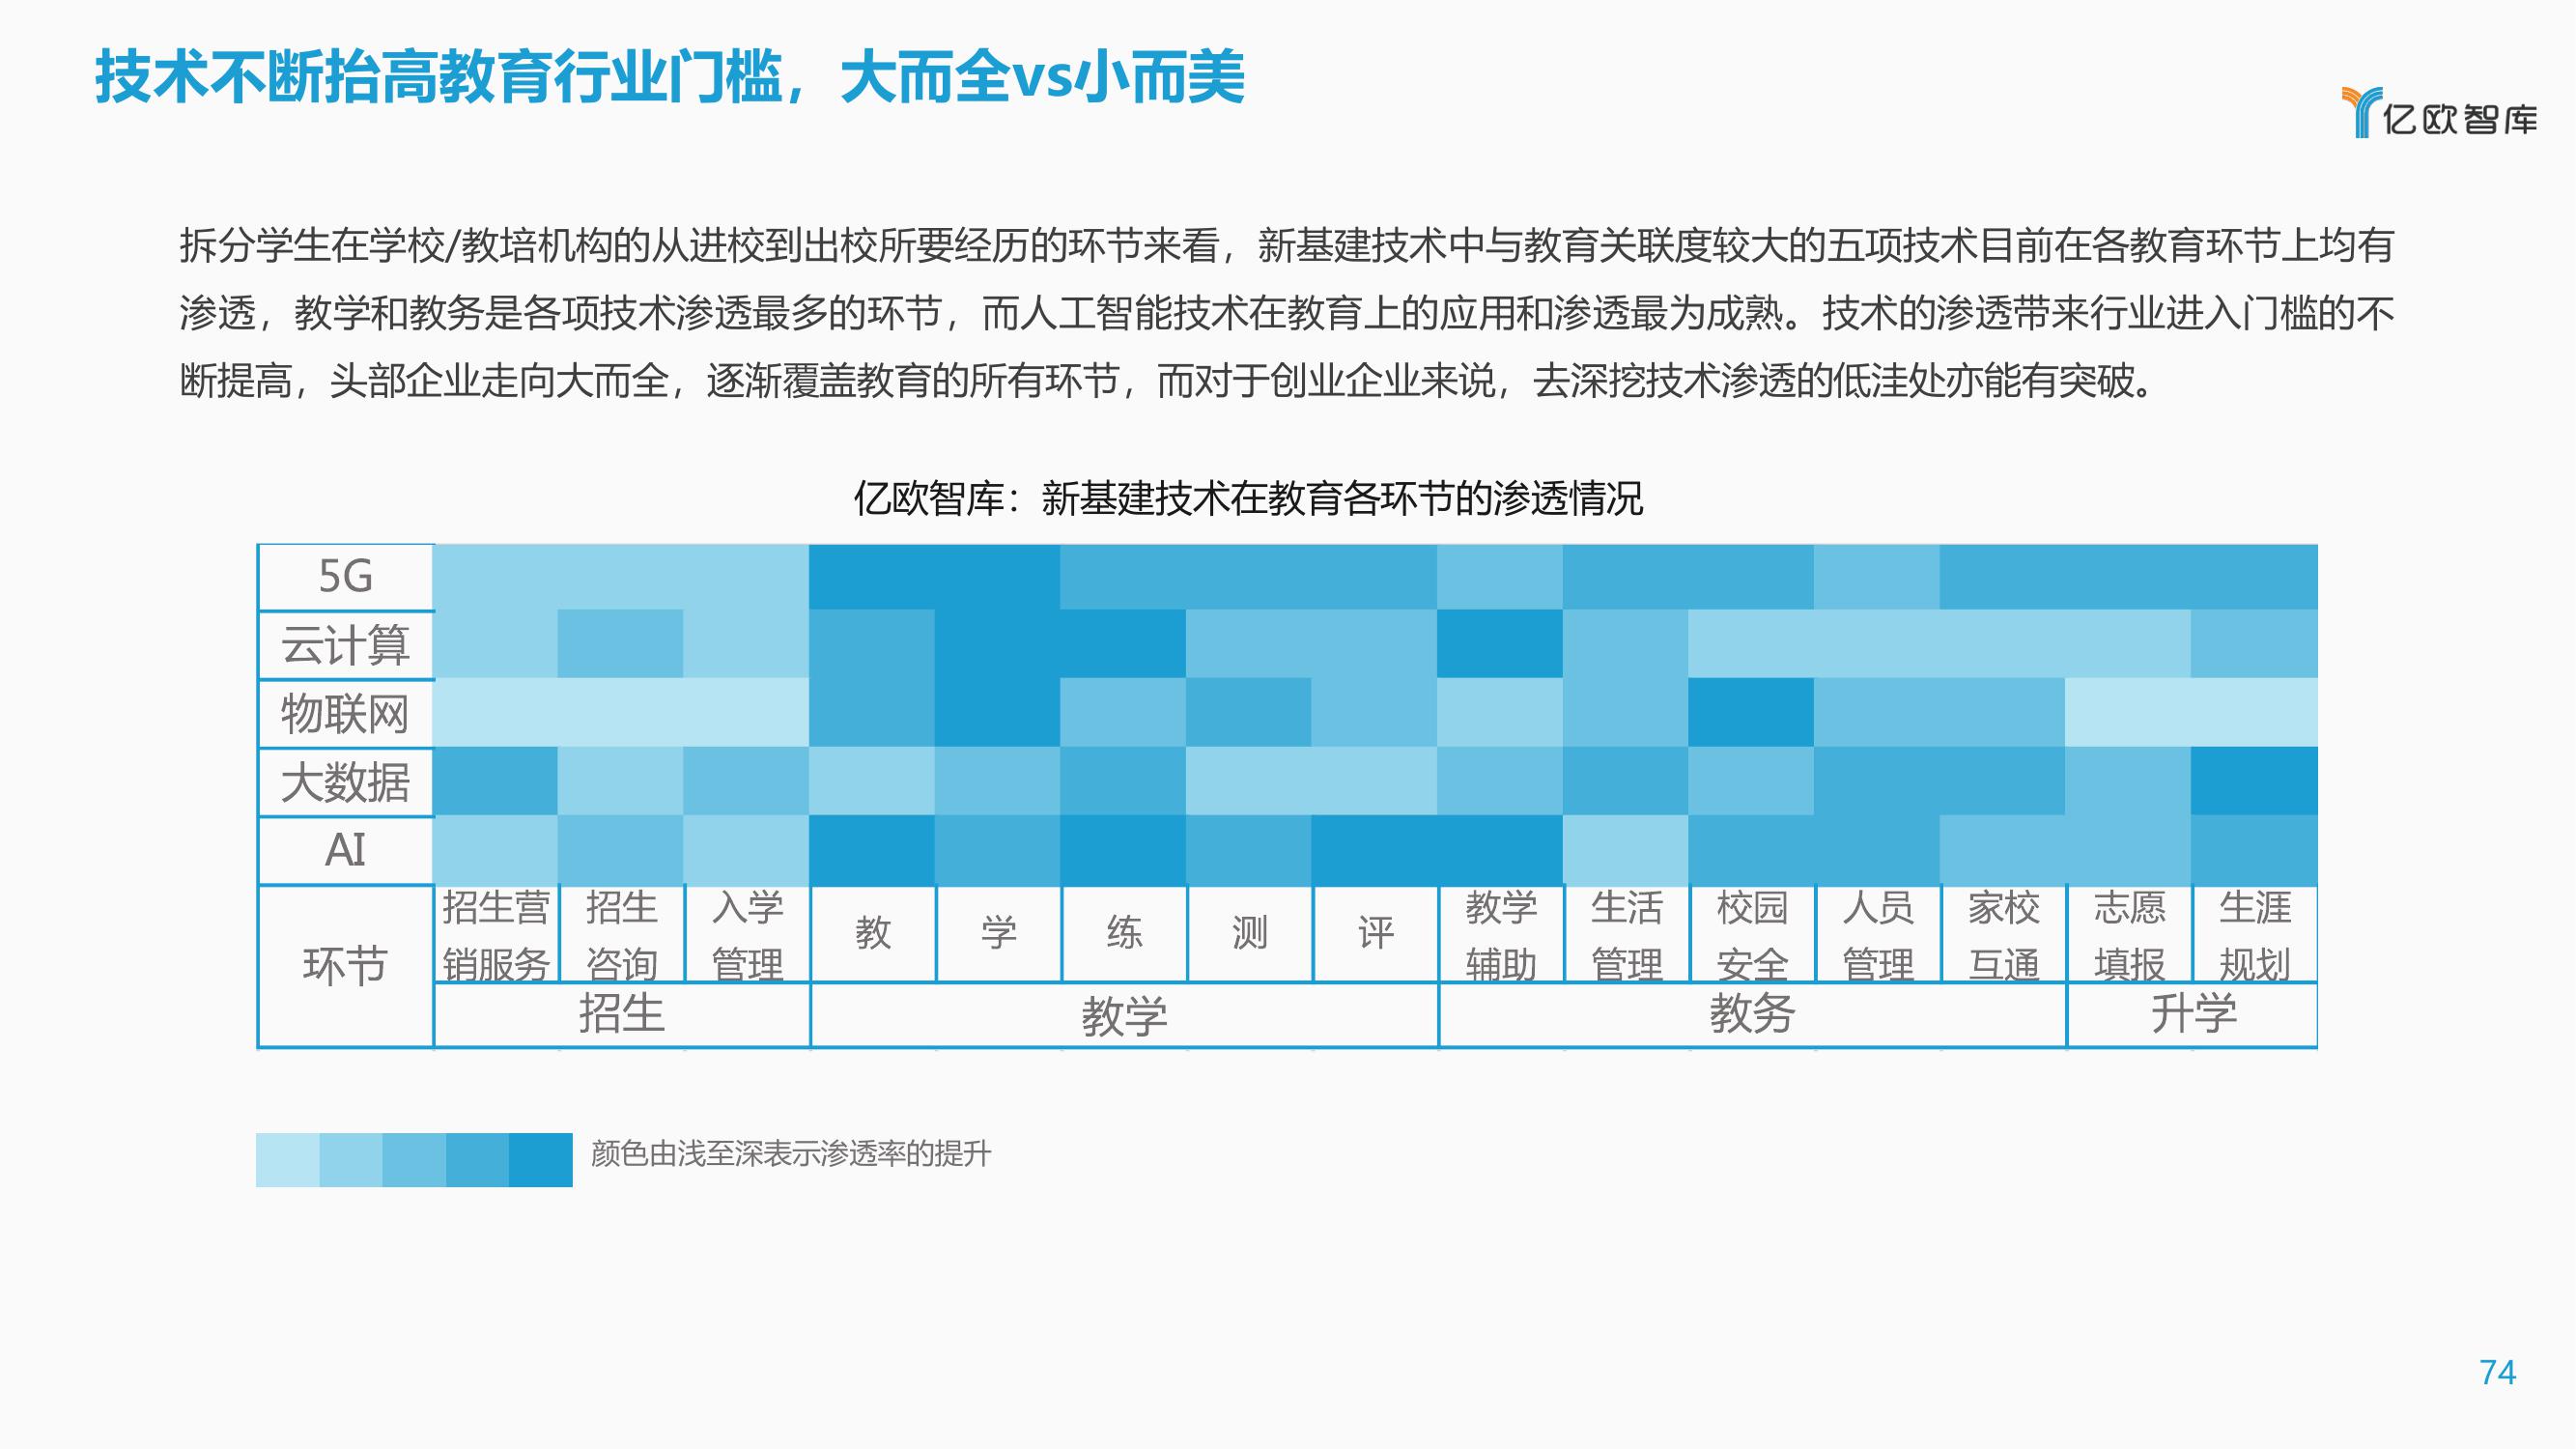 技术不断抬高教育行业门槛，大而全vs小而美
亿欧智库
拆分学生在学校/教培机构的从进校到出校所要经历的环节来看，新基建技术中与教育关联度较大的五项技术目前在各教育环节上均有
渗透，教学和教务是各项技术渗透最多的环节，而人工智能技术在教育上的应用和渗透最为成熟。技术的渗透带来行业进入门槛的不
断提高，头部企业走向大而全，逐渐覆盖教育的所有环节，而对于创业企业来说，去深挖技术渗透的低洼处亦能有突破。
亿欧智库：新基建技术在教育各环节的渗透情况
5G
云计算
物联网
大数据
AI
环节
招生营
销服务
招生
咨询
入学
管理
教
学
练
测
评
教学
辅助
生活
管理
校园
安全
人员
管理
家校
互通
志愿
填报
生涯
规划
招生
教学
教务
升学
颜色由浅至深表示渗透率的提升
74